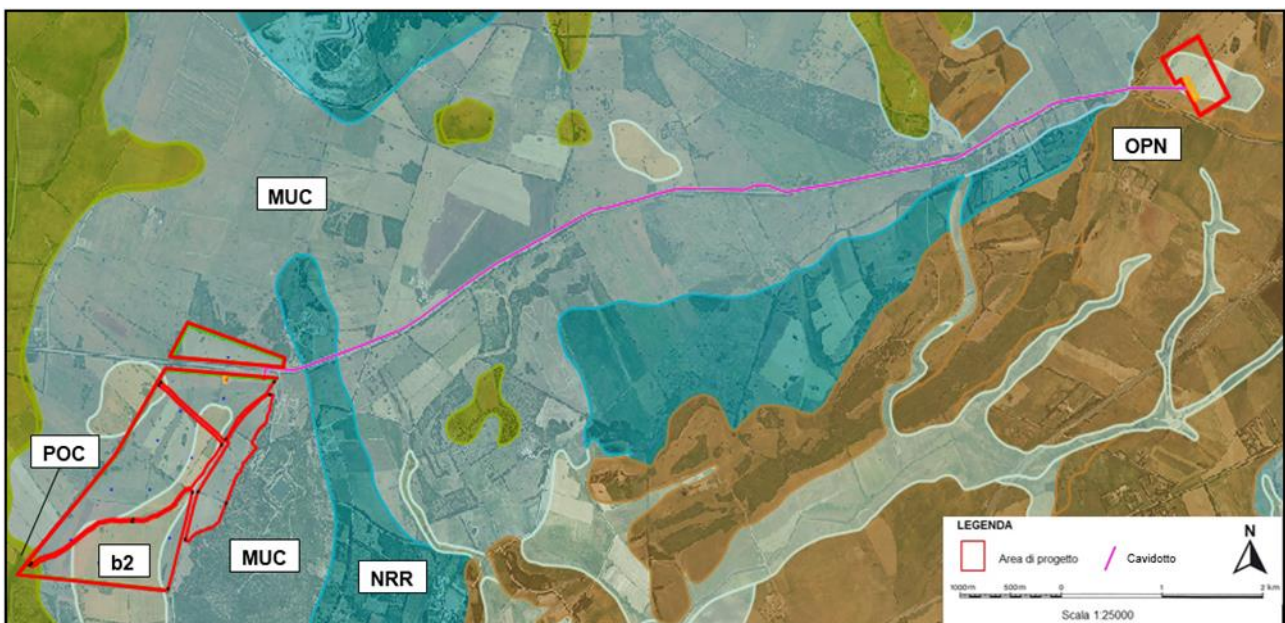 OPN
MUC
POC
b2
MUC
NRR
LEGENDA
Area di progetto
Cavidotto
N
1000m 500m 0 1 2 km
Scala 1:25000